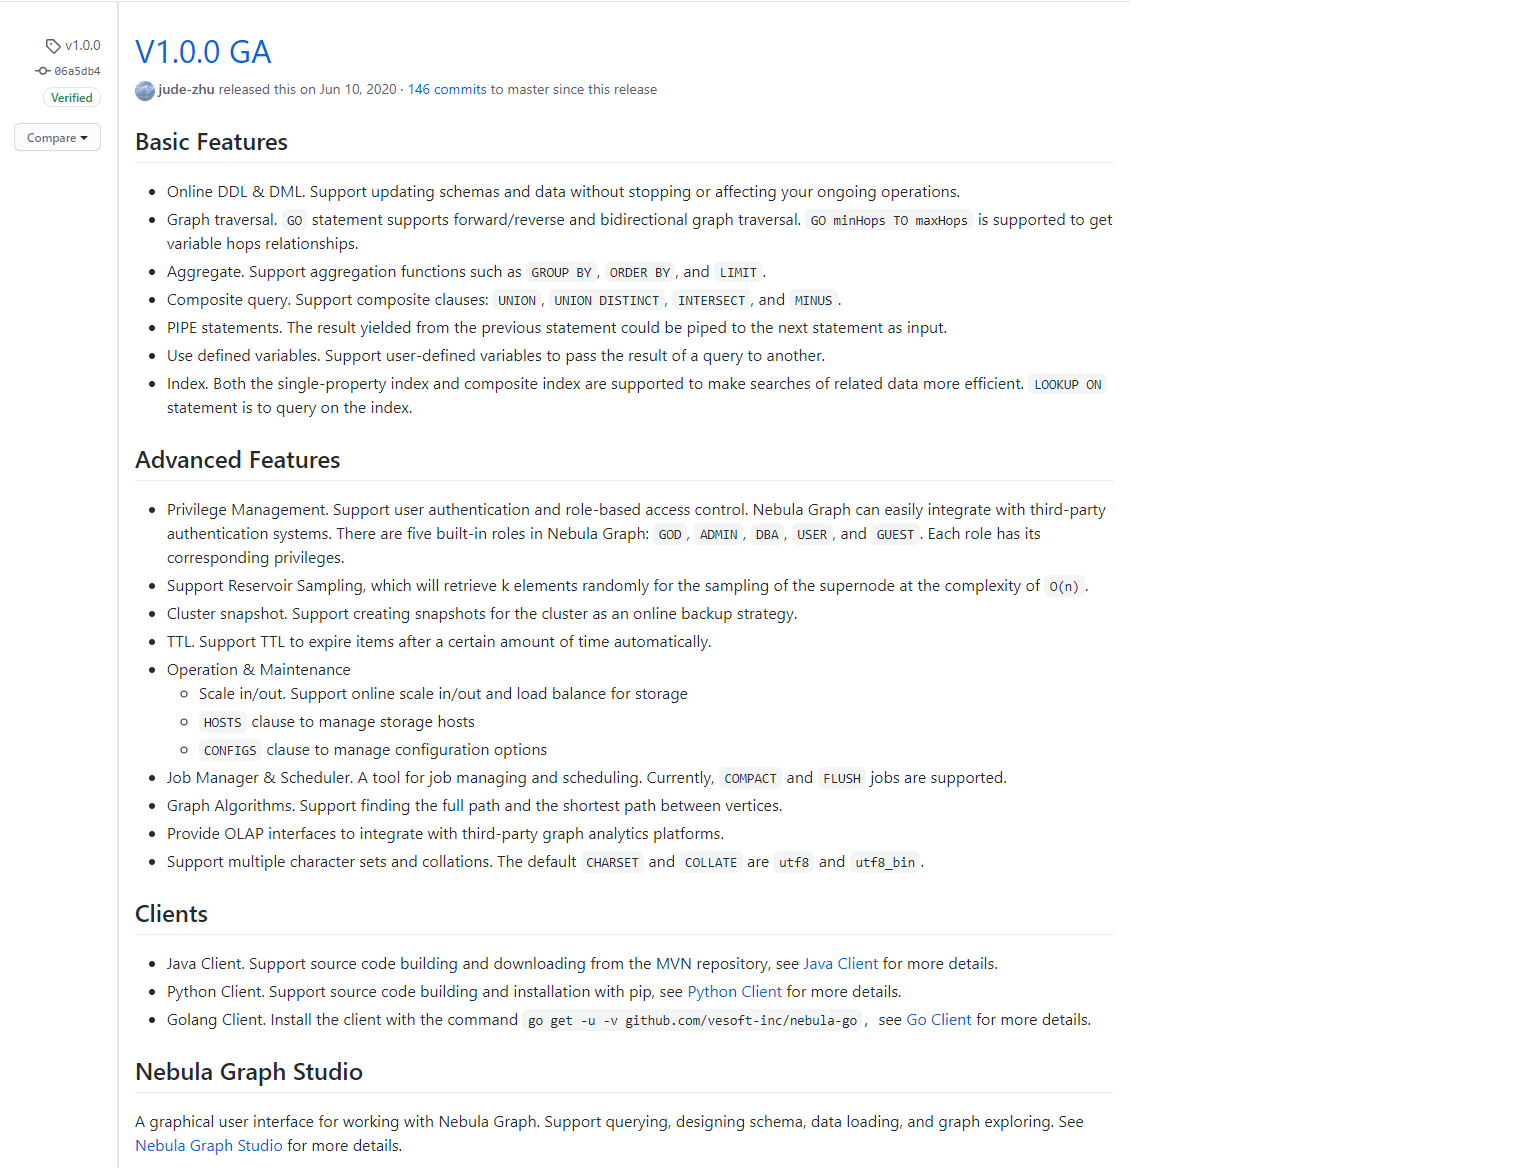 v1.0.0
06a5db4
Verified
Compare
V1.0.0 GA
jude-zhu released this on Jun 10, 2020 · 146 commits to master since this release
Basic Features
Online DDL & DML. Support updating schemas and data without stopping or affecting your ongoing operations.
Graph traversal. GO statement supports forward/reverse and bidirectional graph traversal. GO minHops TO maxHops is supported to get
variable hops relationships.
Aggregate. Support aggregation functions such as GROUP BY, ORDER BY, and LIMIT.
Composite query. Support composite clauses: UNION, UNION DISTINCT, INTERSECT, and MINUS.
PIPE statements. The result yielded from the previous statement could be piped to the next statement as input.
Use defined variables. Support user-defined variables to pass the result of a query to another.
Index. Both the single-property index and composite index are supported to make searches of related data more efficient. LOOKUP ON
statement is to query on the index.
Advanced Features
Privilege Management. Support user authentication and role-based access control. Nebula Graph can easily integrate with third-party
authentication systems. There are five built-in roles in Nebula Graph: GOD, ADMIN, DBA, USER, and GUEST. Each role has its
corresponding privileges.
Support Reservoir Sampling, which will retrieve k elements randomly for the sampling of the supernode at the complexity of O(n).
Cluster snapshot. Support creating snapshots for the cluster as an online backup strategy.
TTL. Support TTL to expire items after a certain amount of time automatically.
Operation & Maintenance
Scale in/out. Support online scale in/out and load balance for storage
HOSTS clause to manage storage hosts
CONFIGS clause to manage configuration options
Job Manager & Scheduler. A tool for job managing and scheduling. Currently, COMPACT and FLUSH jobs are supported.
Graph Algorithms. Support finding the full path and the shortest path between vertices.
Provide OLAP interfaces to integrate with third-party graph analytics platforms.
Support multiple character sets and collations. The default CHARSET and COLLATE are utf8 and utf8_bin.
Clients
Java Client. Support source code building and downloading from the MVN repository, see Java Client for more details.
Python Client. Support source code building and installation with pip, see Python Client for more details.
Golang Client. Install the client with the command go get -u -v github.com/vesoft-inc/nebula-go, see Go Client for more details.
Nebula Graph Studio
A graphical user interface for working with Nebula Graph. Support querying, designing schema, data loading, and graph exploring. See
Nebula Graph Studio for more details.